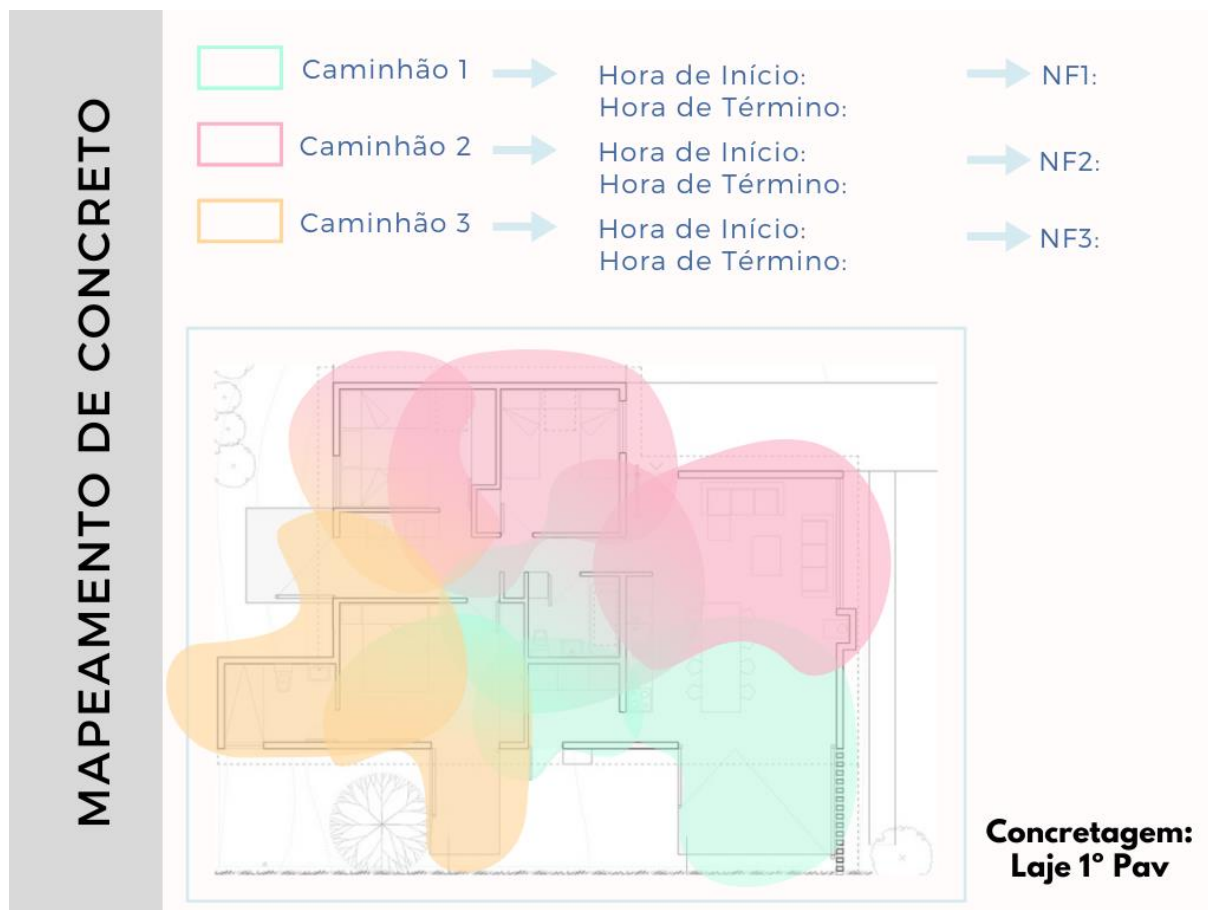 MAPEAMENTO DE CONCRETO
Caminhão 1
Hora de Início:
Hora de Término:
NF1:
Caminhão 2
Hora de Início:
Hora de Término:
NF2:
Caminhão 3
Hora de Início:
Hora de Término:
NF3:
Concretagem:
Laje 1º Pav